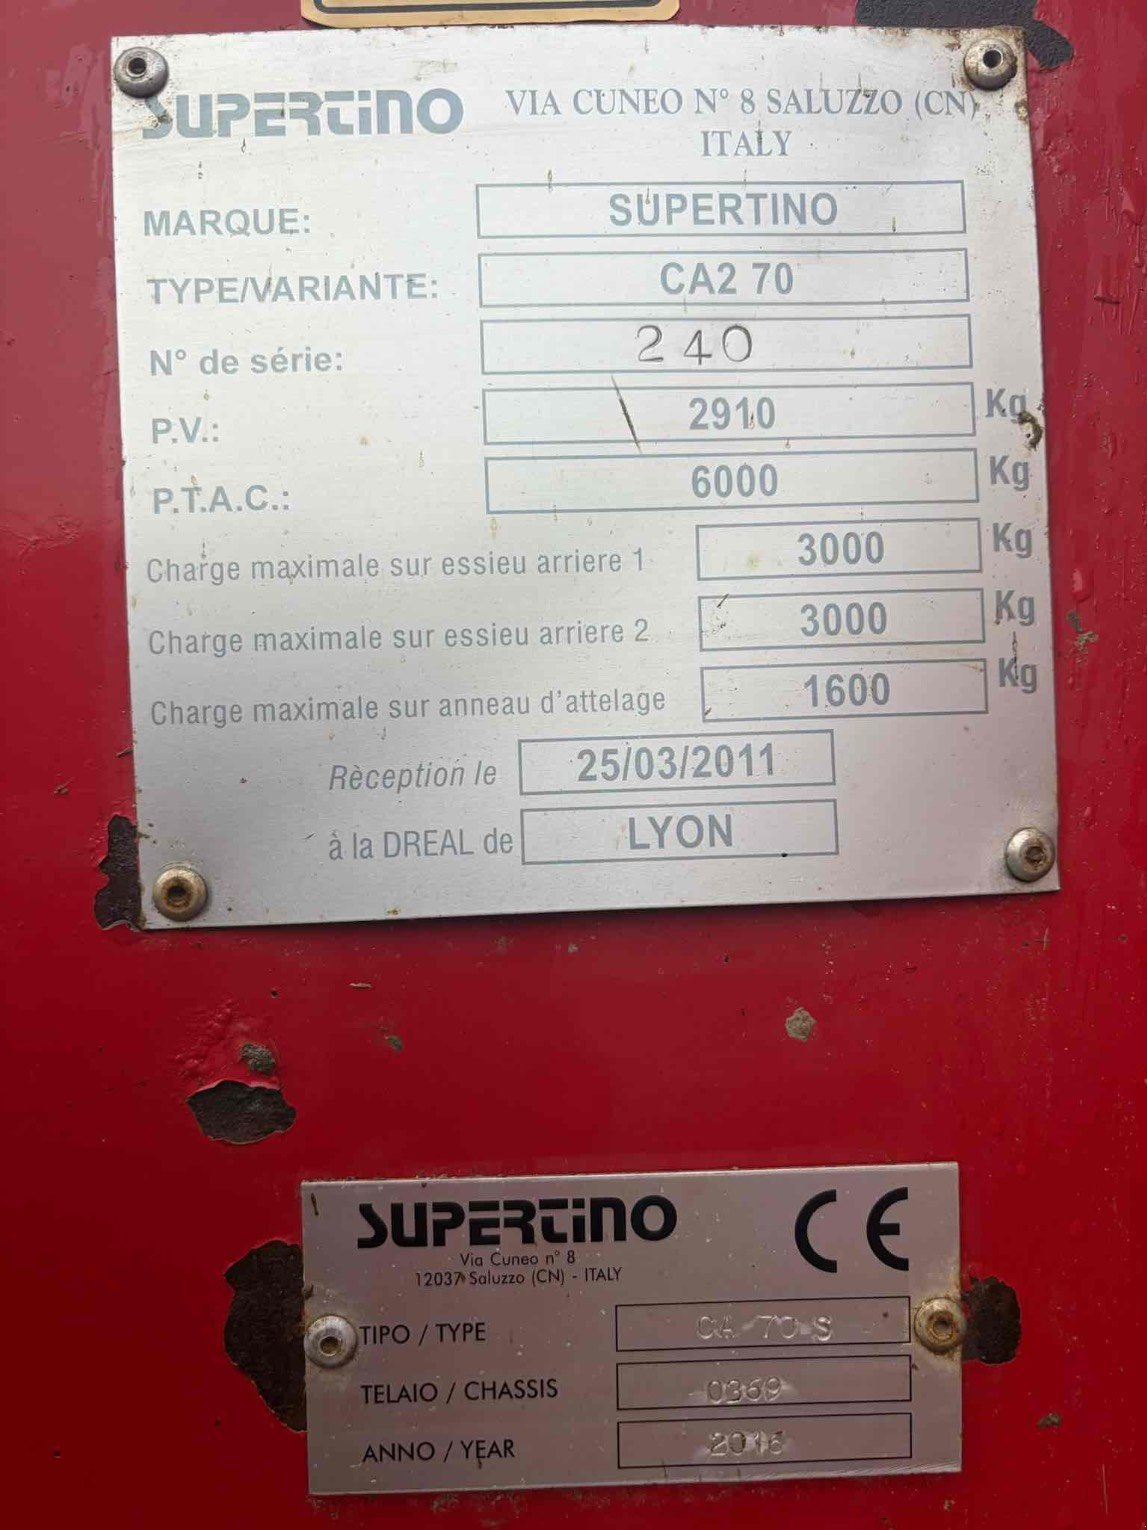 SUPERTINO VIA CUNEO N° 8 SALUZZO (CN)
ITALY
MARQUE: SUPERTINO
TYPE/VARIANTE: CA2 70
N° de série: 240
P.V.: 2910 Kg
P.T.A.C.: 6000 Kg
Charge maximale sur essieu arriere 1 3000 Kg
Charge maximale sur essieu arriere 2 3000 Kg
Charge maximale sur anneau d'attelage 1600 Kg
Rèception le 25/03/2011
à la DREAL de LYON
SUPERTINO CE
Via Cuneo n° 8
12037 Saluzzo (CN) - ITALY
TIPO / TYPE CA 70 S
TELAIO / CHASSIS 0369
ANNO / YEAR 2016